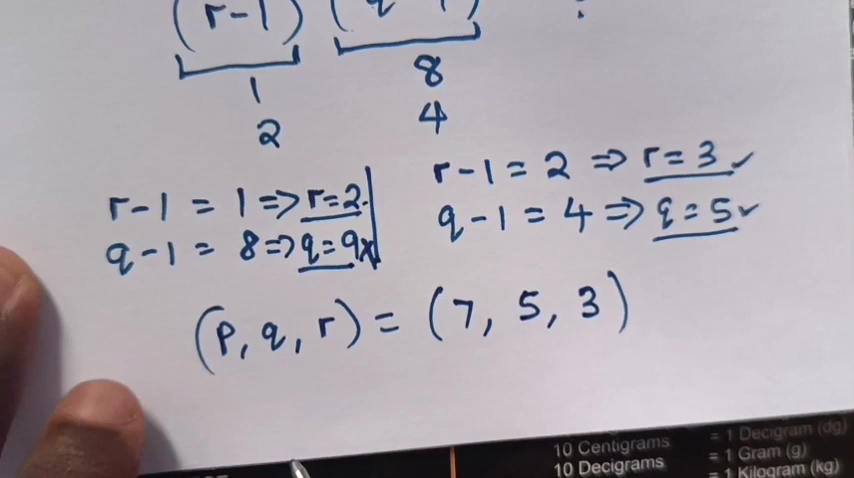 (r-1) (q-1)
1 8
2 4
r-1 = 1 => r=2.
q-1 = 8 => q=9x
r-1 = 2 => r=3 ✓
q-1 = 4 => q=5 ✓
(p, q, r) = (7, 5, 3)
10 Centigrams = 1 Decigram (dg)
10 Decigrams = 1 Gram (g)
= 1 Kilogram (kg)